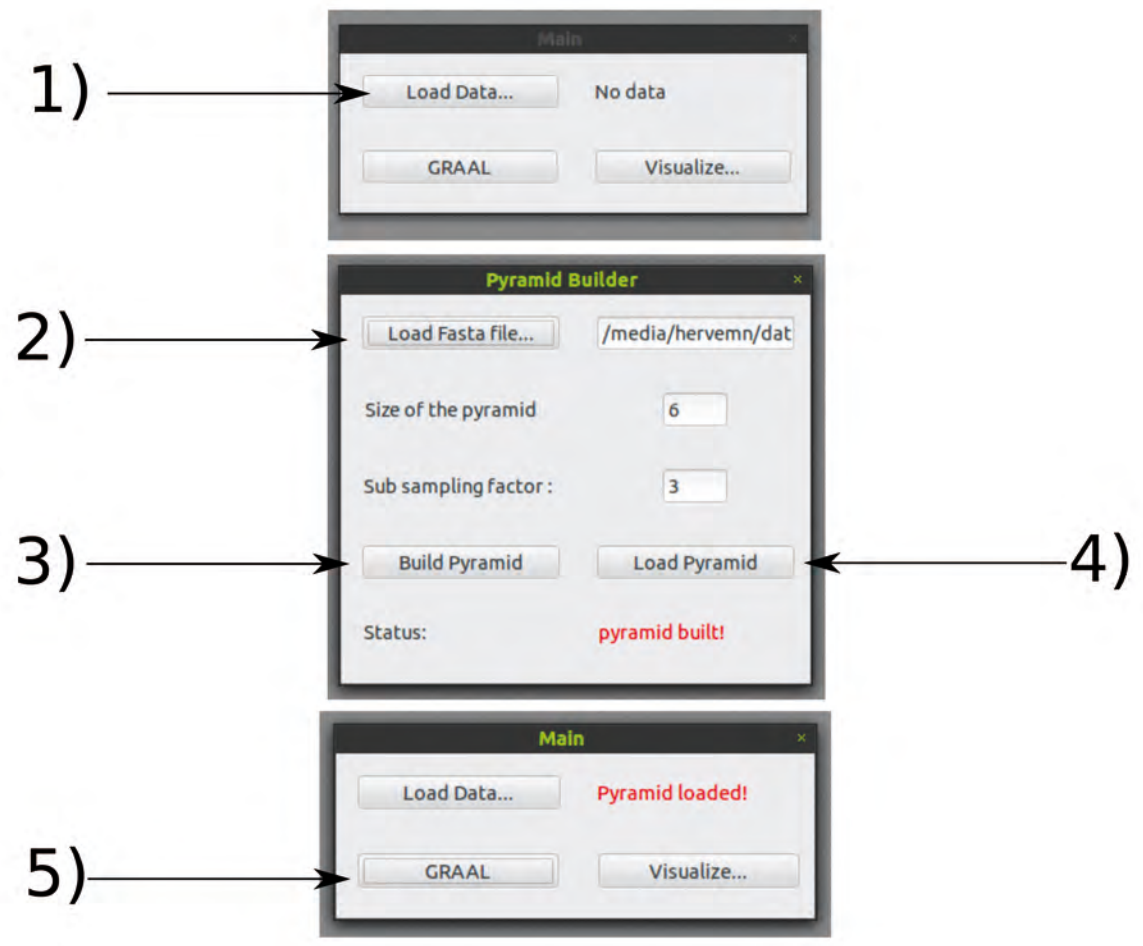 Main ×
1) Load Data... No data
GRAAL Visualize...
Pyramid Builder ×
2) Load Fasta file... /media/hervemn/dat
Size of the pyramid 6
Sub sampling factor : 3
3) Build Pyramid Load Pyramid 4)
Status: pyramid built!
Main ×
Load Data... Pyramid loaded!
5) GRAAL Visualize...